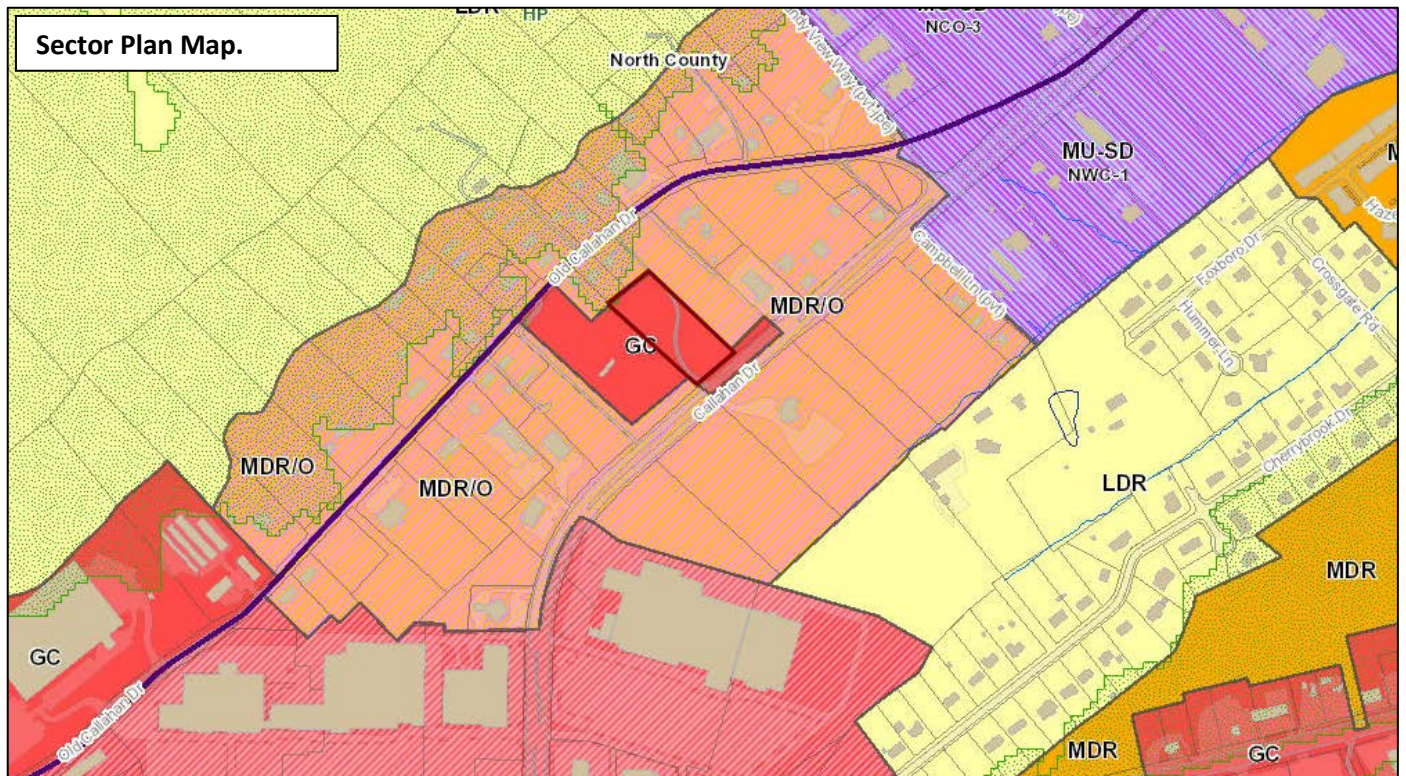 Sector Plan Map.
LDR
HP
North County
NCO-3
MU-SD
NWC-1
Old Callahan Dr
Campbell Ln (pvt)
Foxboro Dr
Crossgate Rd
Hummer Ln
MDR/O
GC
Callahan Dr
Cherrybrook Dr
MDR/O
MDR/O
LDR
MDR
GC
Old Callahan Dr
MDR
GC